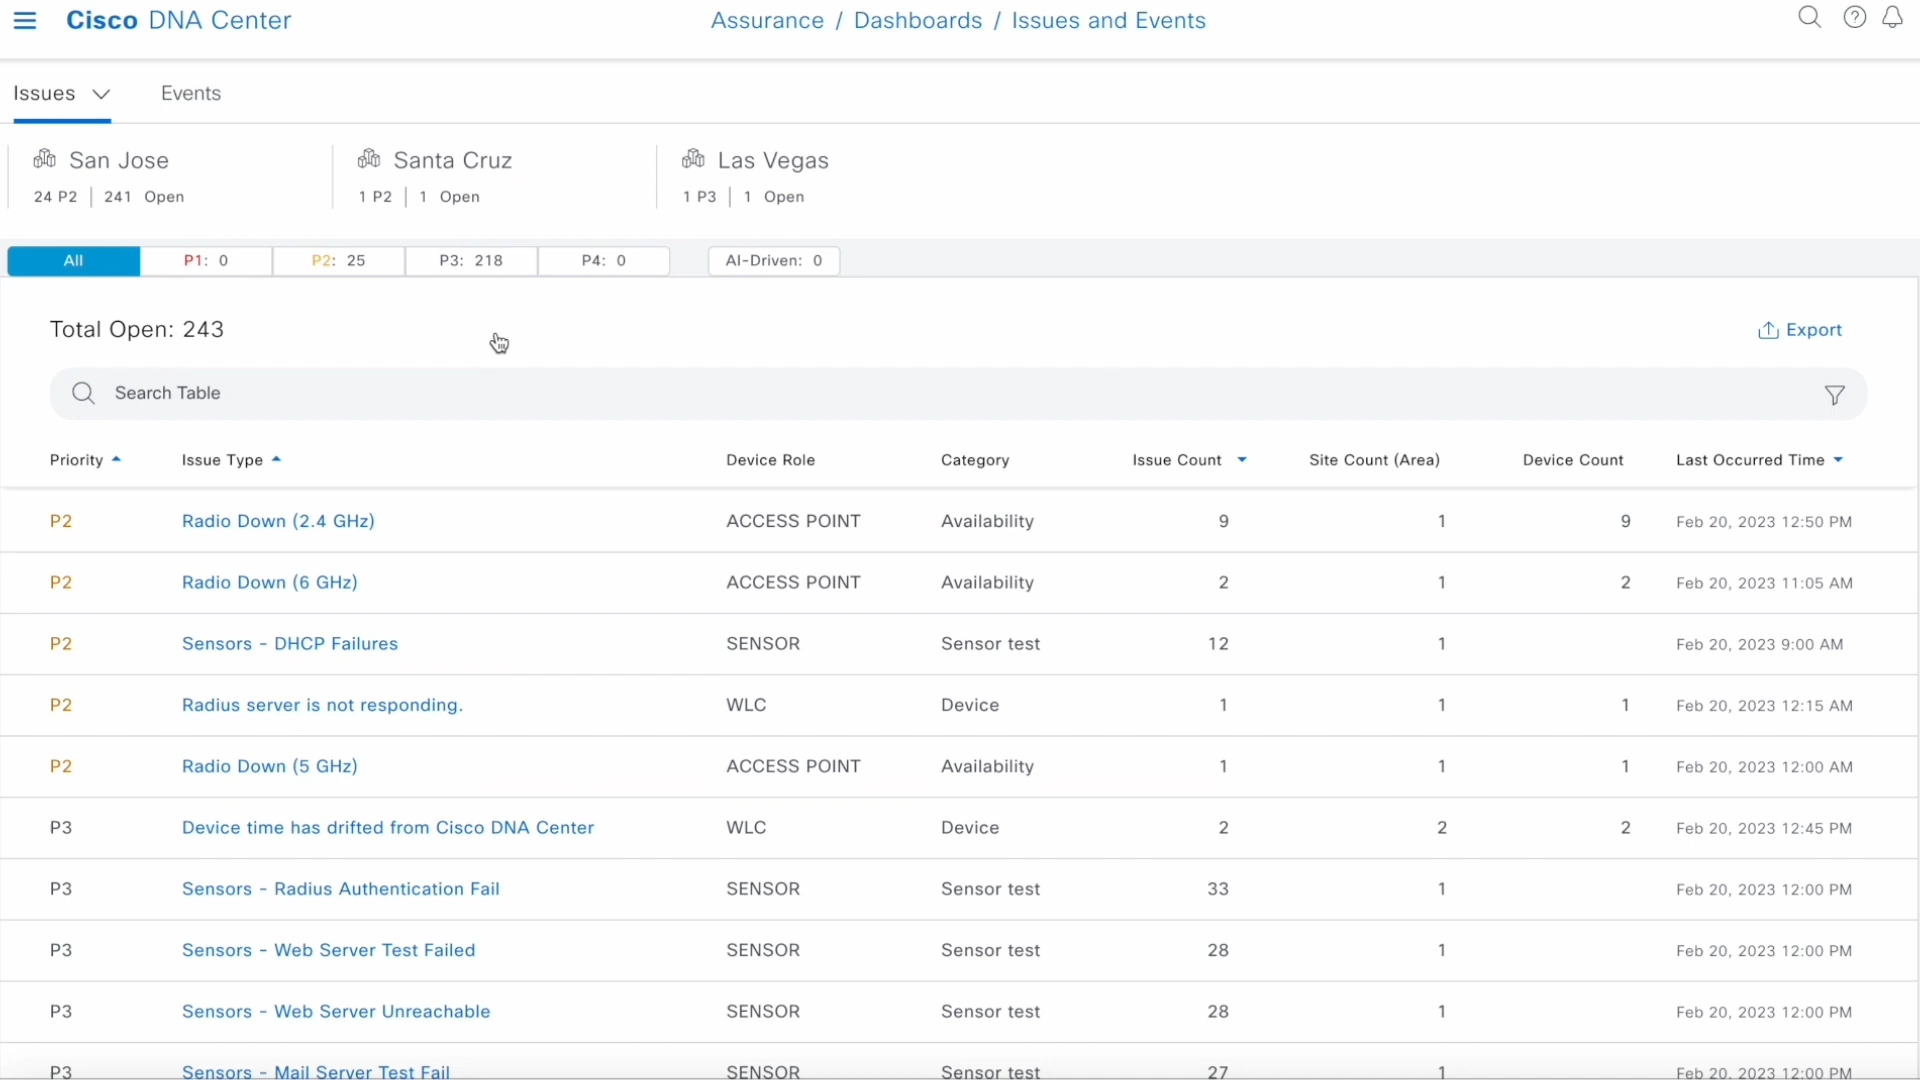 Cisco DNA Center
Assurance / Dashboards / Issues and Events
Issues Events
San Jose
24 P2 | 241 Open
Santa Cruz
1 P2 | 1 Open
Las Vegas
1 P3 | 1 Open
All P1: 0 P2: 25 P3: 218 P4: 0 AI-Driven: 0
Total Open: 243 Export
Search Table
Priority Issue Type Device Role Category Issue Count Site Count (Area) Device Count Last Occurred Time
P2 Radio Down (2.4 GHz) ACCESS POINT Availability 9 1 9 Feb 20, 2023 12:50 PM
P2 Radio Down (6 GHz) ACCESS POINT Availability 2 1 2 Feb 20, 2023 11:05 AM
P2 Sensors - DHCP Failures SENSOR Sensor test 12 1 Feb 20, 2023 9:00 AM
P2 Radius server is not responding. WLC Device 1 1 1 Feb 20, 2023 12:15 AM
P2 Radio Down (5 GHz) ACCESS POINT Availability 1 1 1 Feb 20, 2023 12:00 AM
P3 Device time has drifted from Cisco DNA Center WLC Device 2 2 2 Feb 20, 2023 12:45 PM
P3 Sensors - Radius Authentication Fail SENSOR Sensor test 33 1 Feb 20, 2023 12:00 PM
P3 Sensors - Web Server Test Failed SENSOR Sensor test 28 1 Feb 20, 2023 12:00 PM
P3 Sensors - Web Server Unreachable SENSOR Sensor test 28 1 Feb 20, 2023 12:00 PM
P3 Sensors - Mail Server Test Fail SENSOR Sensor test 27 1 Feb 20, 2023 12:00 PM